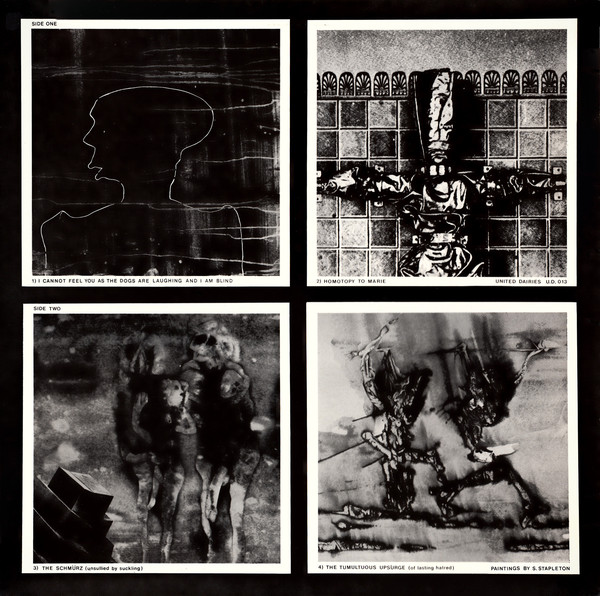 SIDE ONE
1) I CANNOT FEEL YOU AS THE DOGS ARE LAUGHING AND I AM BLIND
2) HOMOTOPY TO MARIE
UNITED DAIRIES U.D. 013
SIDE TWO
3) THE SCHMÜRZ (unsullied by suckling)
4) THE TUMULTUOUS UPSURGE (of lasting hatred)
PAINTINGS BY S. STAPLETON